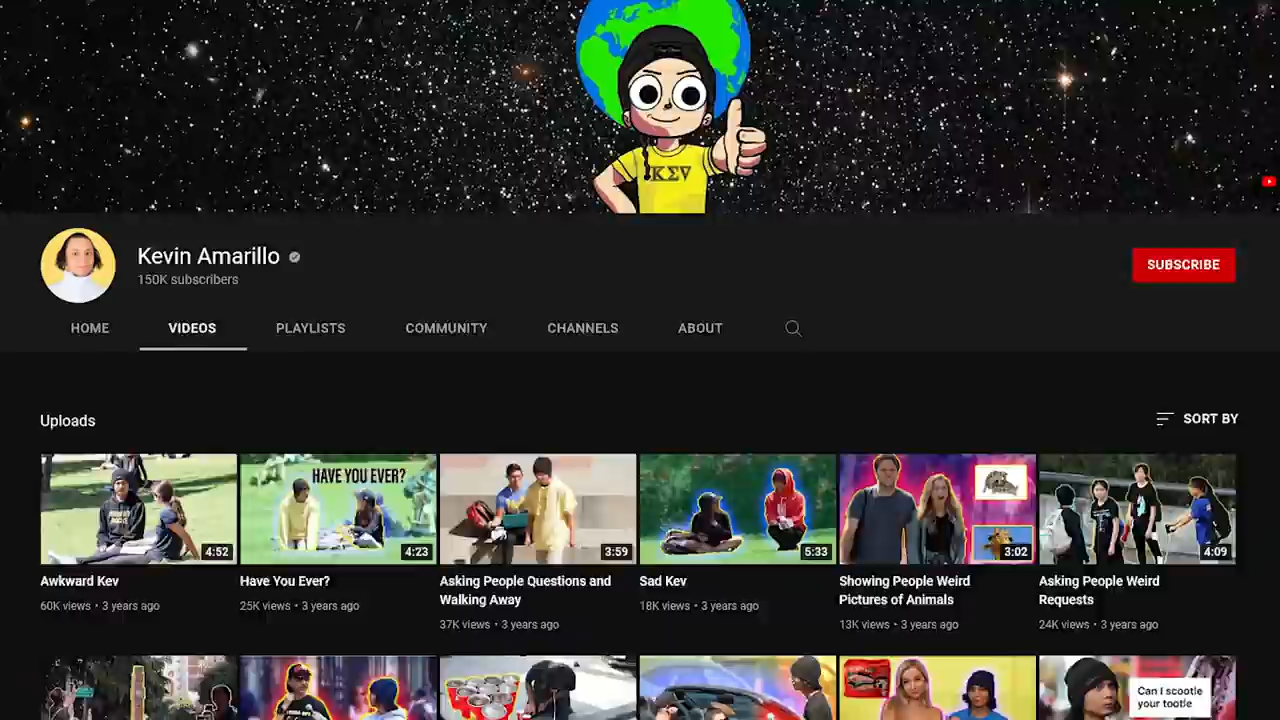 KΣV
Kevin Amarillo
150K subscribers
SUBSCRIBE
HOME
VIDEOS
PLAYLISTS
COMMUNITY
CHANNELS
ABOUT
Uploads
SORT BY
HAVE YOU EVER?
4:52
4:23
3:59
5:33
3:02
4:09
Awkward Kev
60K views • 3 years ago
Have You Ever?
25K views • 3 years ago
Asking People Questions and
Walking Away
37K views • 3 years ago
Sad Kev
18K views • 3 years ago
Showing People Weird
Pictures of Animals
13K views • 3 years ago
Asking People Weird
Requests
24K views • 3 years ago
Can I scootle
your tootle